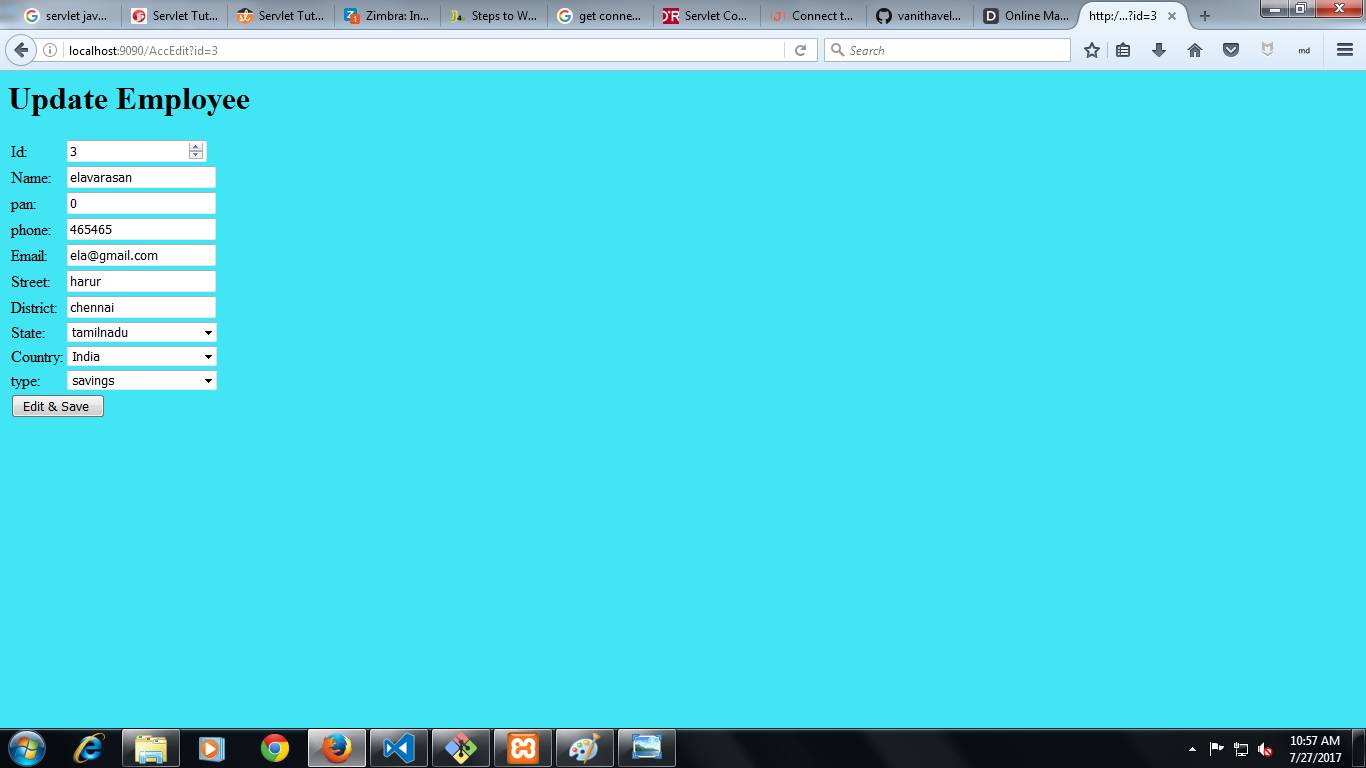 servlet jav... Servlet Tut... Servlet Tut... Zimbra: In... Steps to W... get conne... Servlet Co... Connect t... vanithavel... Online Ma... http:/...?id=3
localhost:9090/AccEdit?id=3 Search md
Update Employee
Id: 3
Name: elavarasan
pan: 0
phone: 465465
Email: ela@gmail.com
Street: harur
District: chennai
State: tamilnadu
Country: India
type: savings
Edit & Save
10:57 AM
7/27/2017